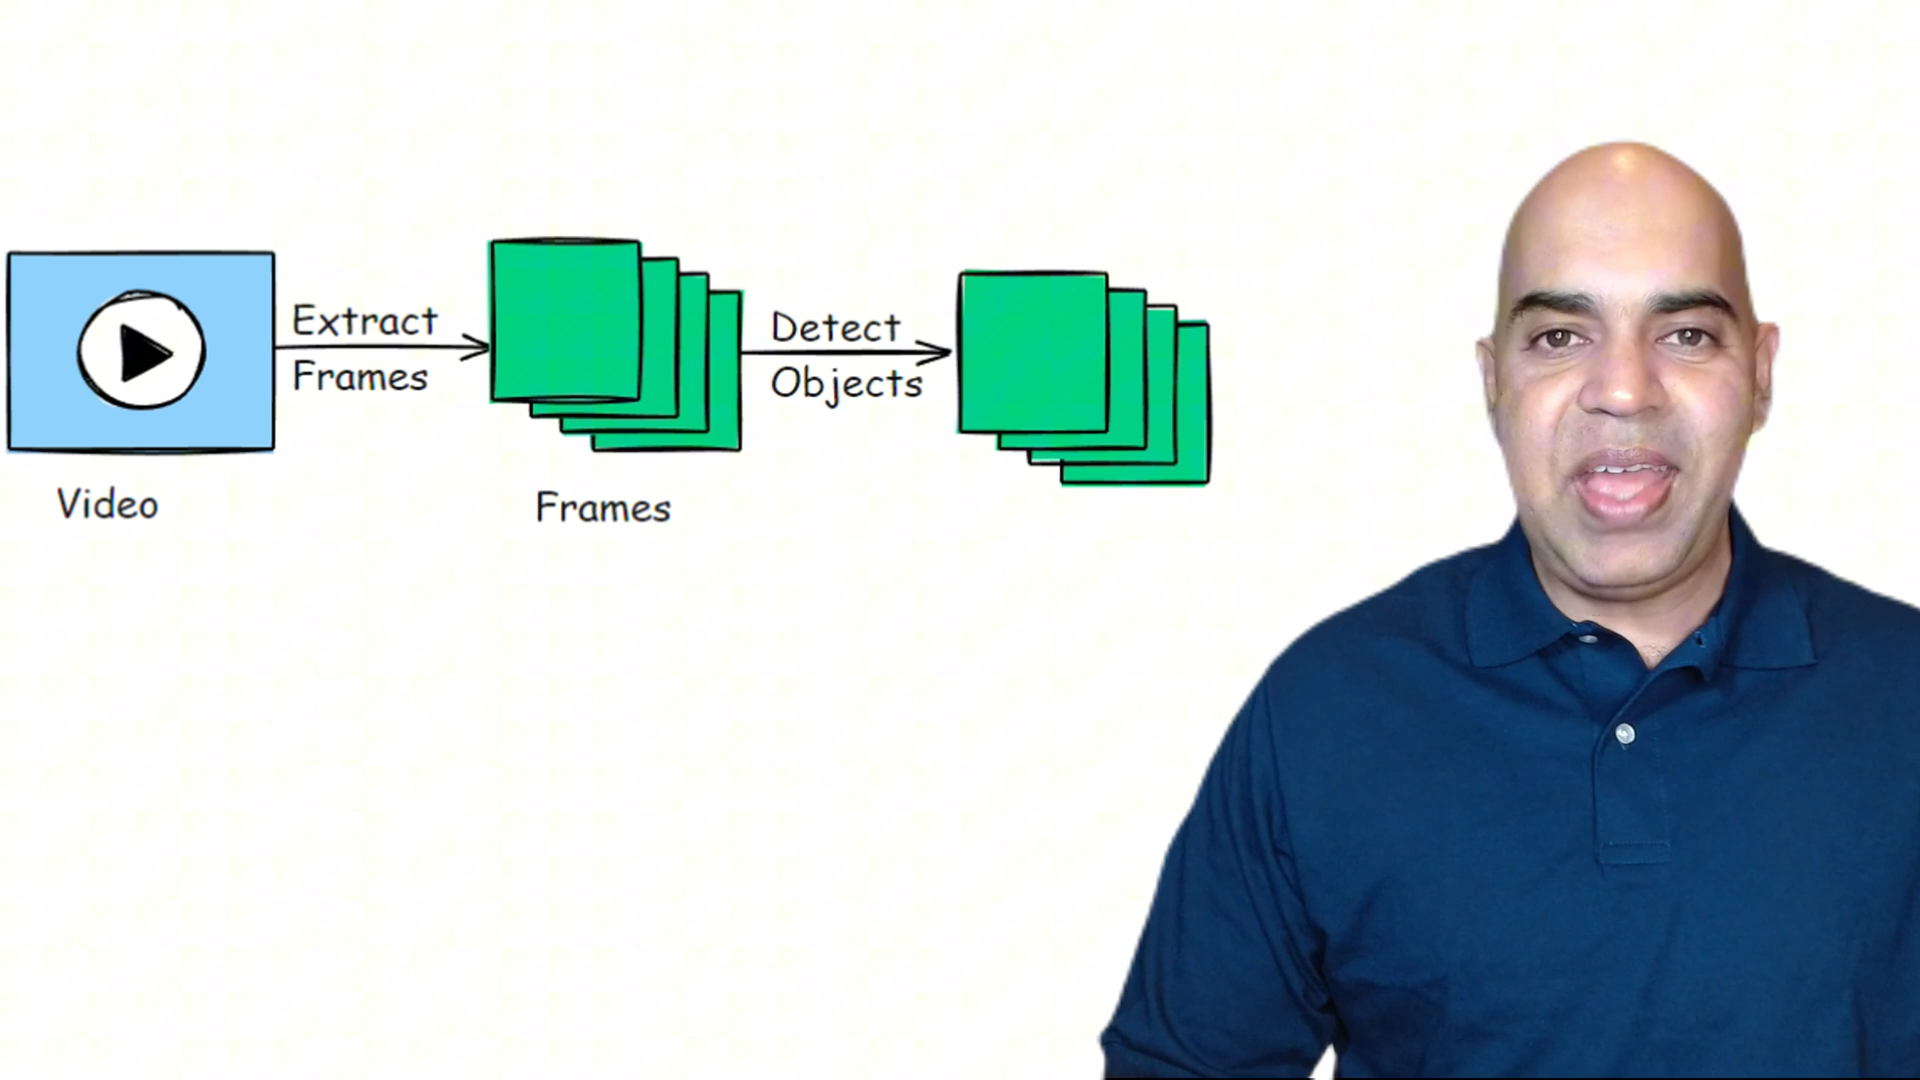 Extract
Frames
Detect
Objects
Video
Frames